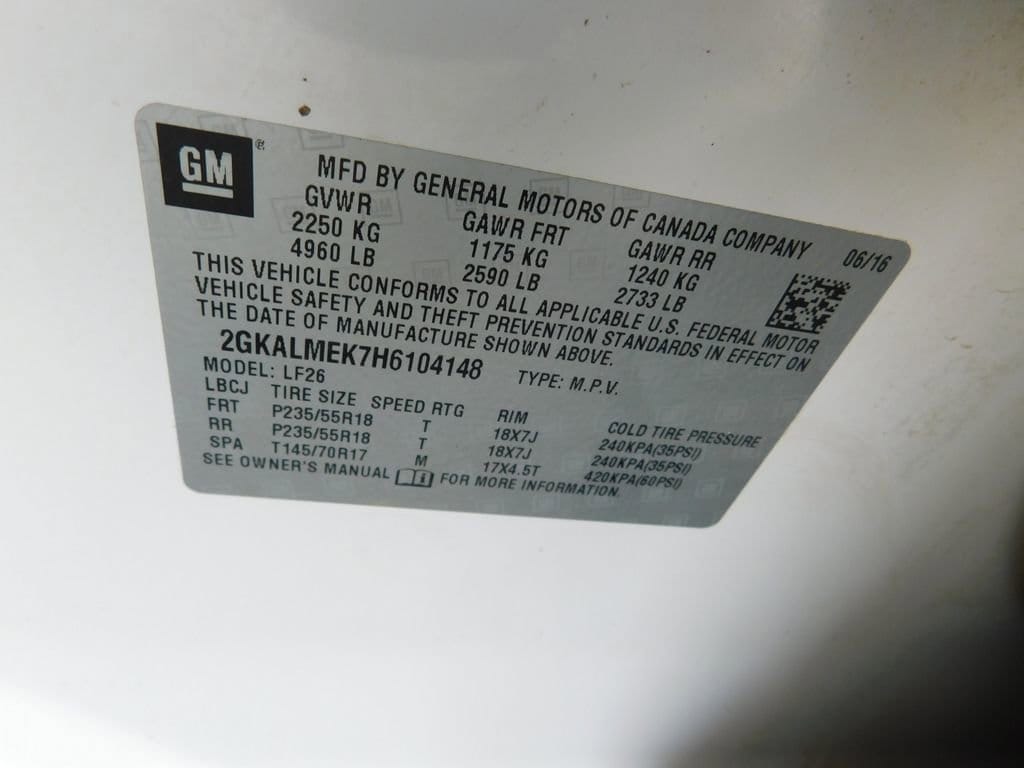 GM ®
MFD BY GENERAL MOTORS OF CANADA COMPANY 06/16
GVWR GAWR FRT GAWR RR
2250 KG 1175 KG 1240 KG
4960 LB 2590 LB 2733 LB
THIS VEHICLE CONFORMS TO ALL APPLICABLE U.S. FEDERAL MOTOR
VEHICLE SAFETY AND THEFT PREVENTION STANDARDS IN EFFECT ON
THE DATE OF MANUFACTURE SHOWN ABOVE.
2GKALMEK7H6104148 TYPE: M.P.V.
MODEL: LF26
LBCJ TIRE SIZE SPEED RTG RIM COLD TIRE PRESSURE
FRT P235/55R18 T 18X7J 240KPA(35PSI)
RR P235/55R18 T 18X7J 240KPA(35PSI)
SPA T145/70R17 M 17X4.5T 420KPA(60PSI)
SEE OWNER'S MANUAL FOR MORE INFORMATION.